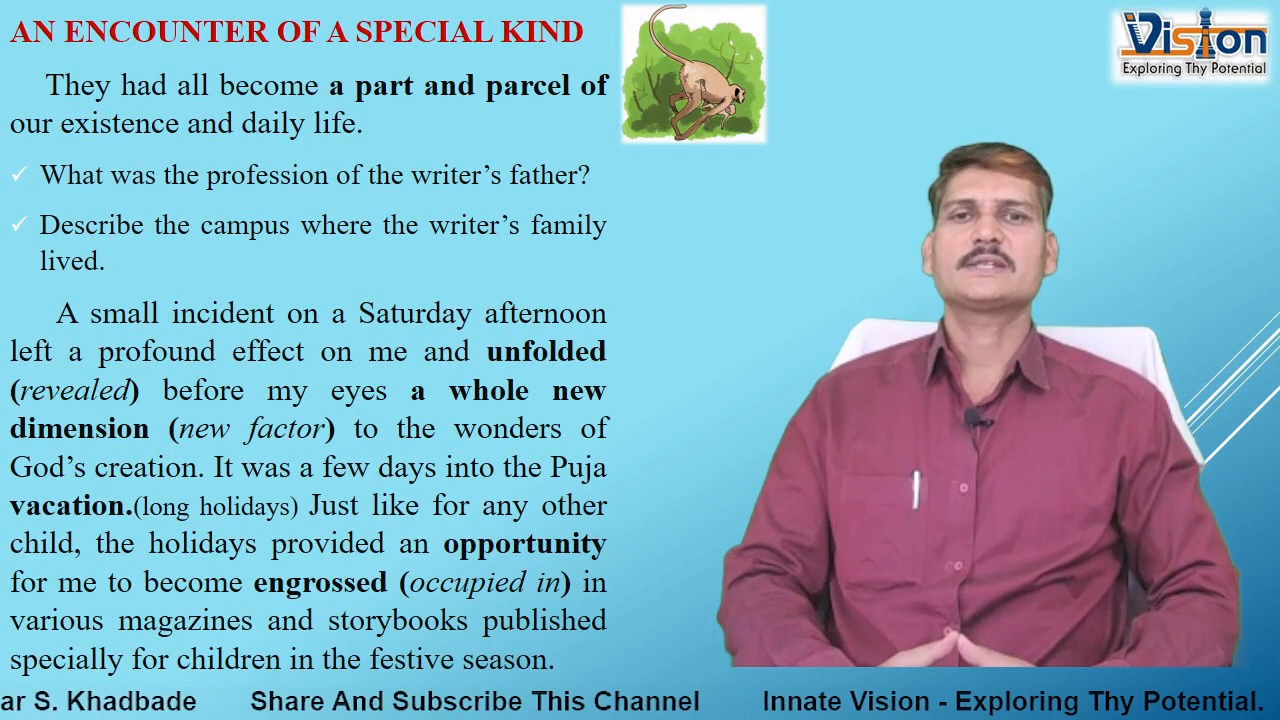 AN ENCOUNTER OF A SPECIAL KIND
They had all become a part and parcel of
our existence and daily life.
What was the profession of the writer's father?
Describe the campus where the writer's family
lived.
A small incident on a Saturday afternoon
left a profound effect on me and unfolded
(revealed) before my eyes a whole new
dimension (new factor) to the wonders of
God's creation. It was a few days into the Puja
vacation.(long holidays) Just like for any other
child, the holidays provided an opportunity
for me to become engrossed (occupied in) in
various magazines and storybooks published
specially for children in the festive season.
iVision
Exploring Thy Potential
ar S. Khadbade Share And Subscribe This Channel Innate Vision - Exploring Thy Potential.